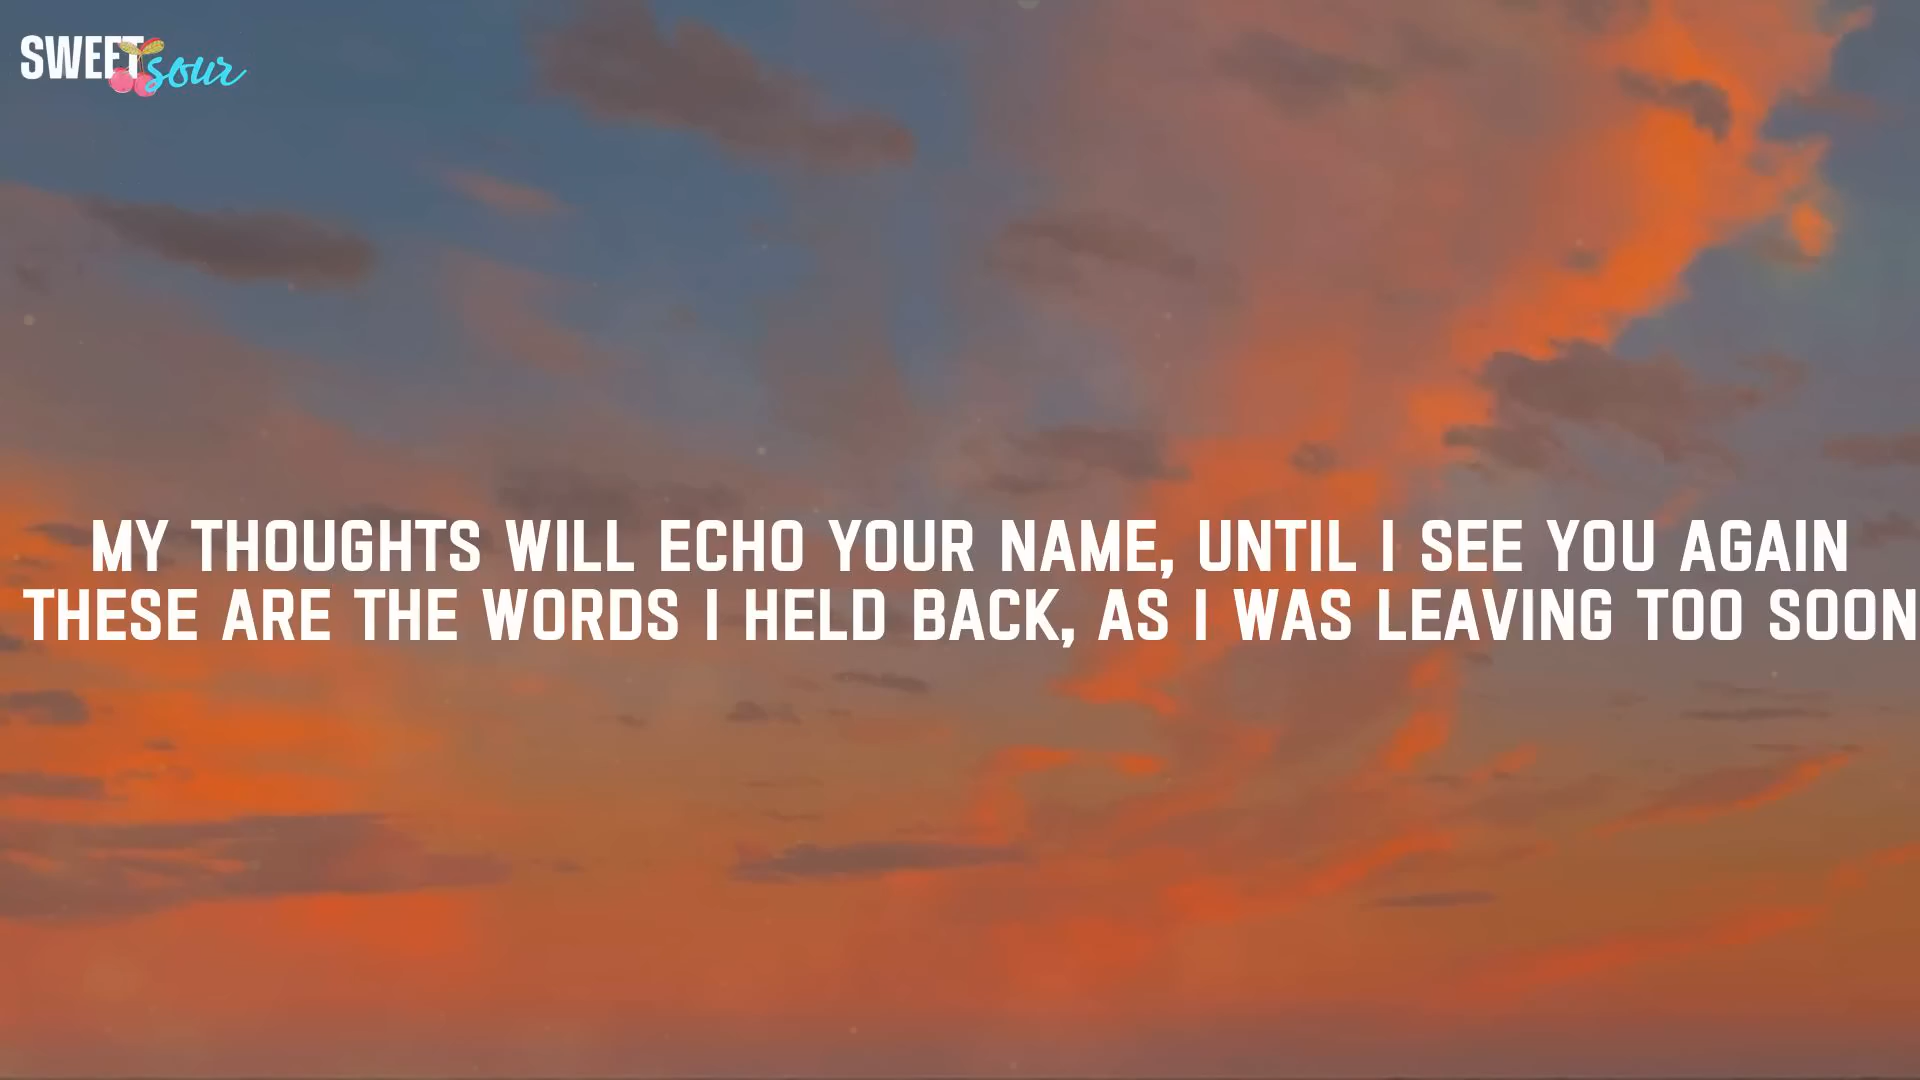 SWEET sour
MY THOUGHTS WILL ECHO YOUR NAME, UNTIL I SEE YOU AGAIN
THESE ARE THE WORDS I HELD BACK, AS I WAS LEAVING TOO SOON